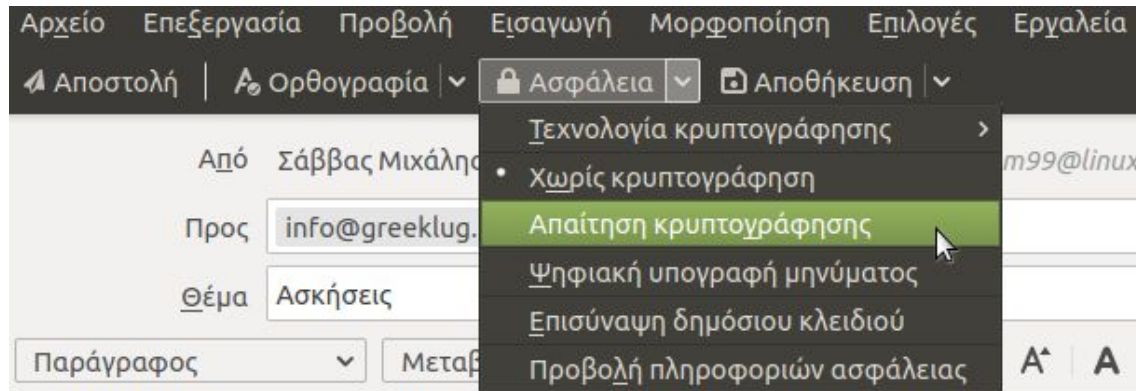 Αρχείο Επεξεργασία Προβολή Εισαγωγή Μορφοποίηση Επιλογές Εργαλεία
Αποστολή Ορθογραφία Ασφάλεια Αποθήκευση
Τεχνολογία κρυπτογράφησης
Από Σάββας Μιχάλης m99@linux
Χωρίς κρυπτογράφηση
Προς info@greeklug.
Απαίτηση κρυπτογράφησης
Ψηφιακή υπογραφή μηνύματος
Θέμα Ασκήσεις
Επισύναψη δημόσιου κλειδιού
Παράγραφος Μεταβ A A
Προβολή πληροφοριών ασφάλειας